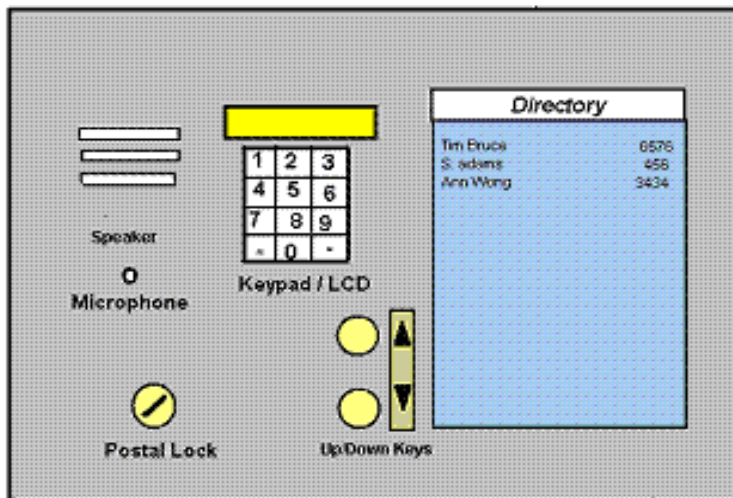 Directory
Tim Bruce 6576
S. adams 456
Ann Wong 3434
1 2 3
4 5 6
7 8 9
0
Speaker
Keypad / LCD
Microphone
Postal Lock
Up/Down Keys